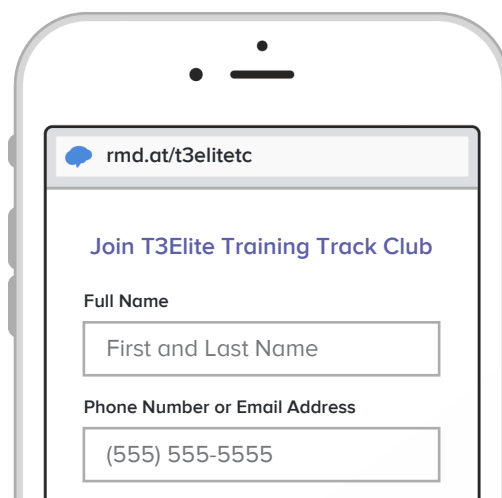 rmd.at/t3elitetc
Join T3Elite Training Track Club
Full Name
First and Last Name
Phone Number or Email Address
(555) 555-5555